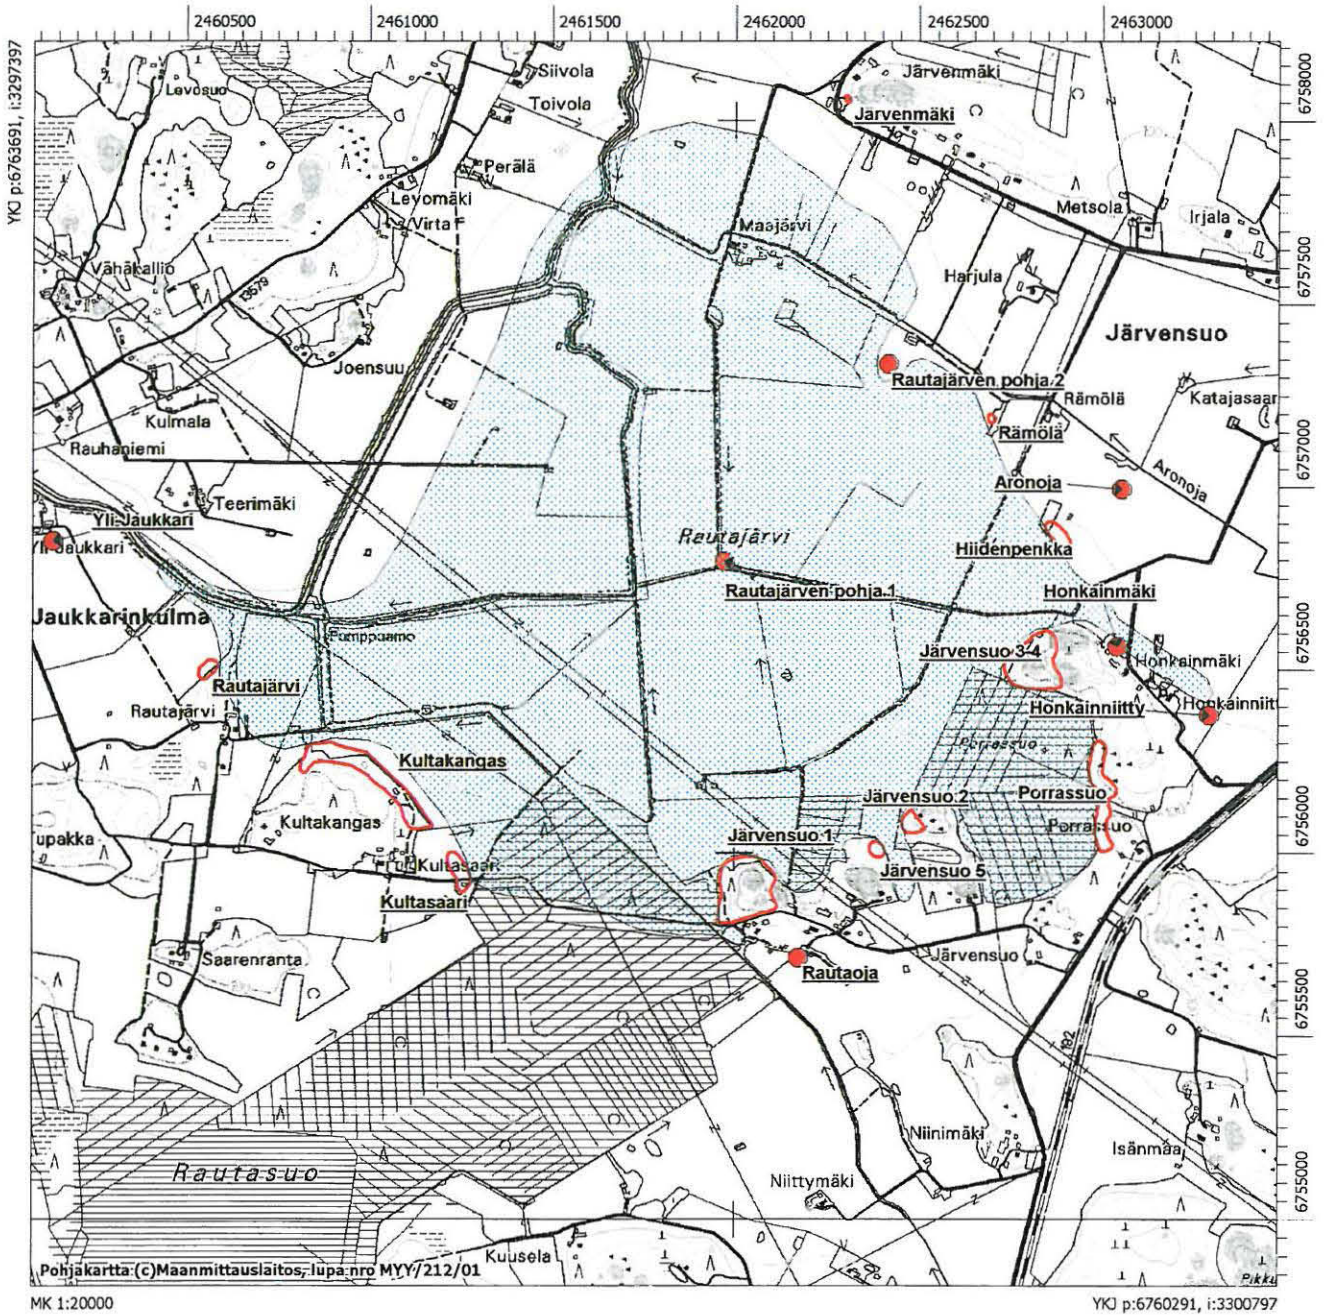 2460500 2461000 2461500 2462000 2462500 2463000
YKJ p:6763691, i:3297397
6758000
6757500
6757000
6756500
6756000
6755500
6755000
Levosuo
Siivola
Toivola
Järvenmäki
Järvenmäki
Perälä
Levomäki
Virta
Metsola
Irjala
Maajärvi
Vähäkallio
13579
Harjula
Joensuu
Järvensuo
Rautajärven pohja 2
Kulmala
Rämölä
Katajasaar
Rauhaniemi
Rämölä
Aronoja
Aronoja
Teerimäki
Yli-Jaukkari
Yli-Jaukkari
Rautajärvi
Hiidenpenkka
Rautajärven pohja 1
Honkainmäki
Jaukkarinkulma
Pumppuamo
Järvensuo 3-4
Honkainmäki
Rautajärvi
Honkainniitty
Honkainniitt
Rautajärvi
Porrassuo
Kultakangas
Porrassuo
Järvensuo 2
Kultakangas
Porrassuo
upakka
Järvensuo 1
Kultasaari
Järvensuo 5
Kultasaari
Saarenranta
Järvensuo
Rautaoja
192
Niinimäki
Isänmaa
Rautasuo
Niittymäki
Kuusela
Pohjakartta:(c)Maanmittauslaitos, lupa:nro MYY/212/01
Pikku
MK 1:20000
YKJ p:6760291, i:3300797